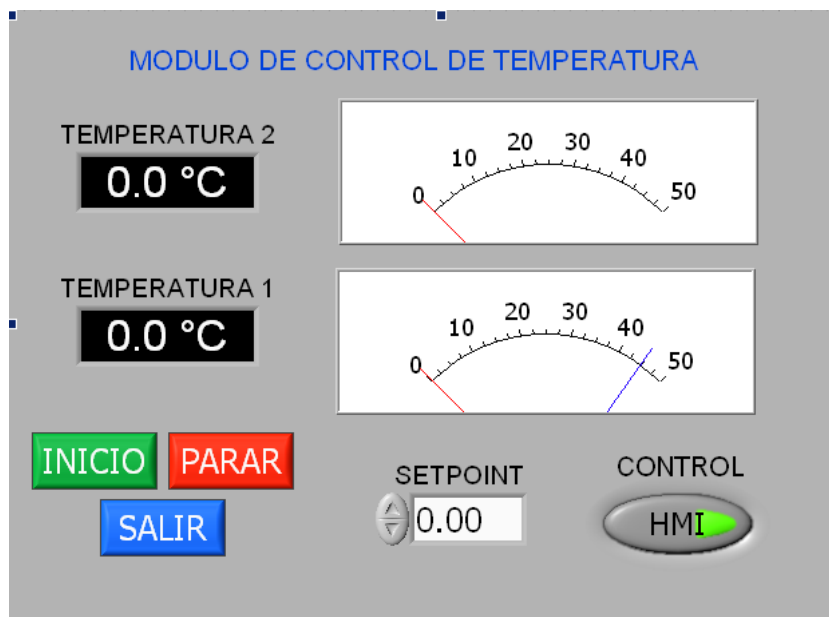 MODULO DE CONTROL DE TEMPERATURA
TEMPERATURA 2
0.0 °C
0 10 20 30 40 50
TEMPERATURA 1
0.0 °C
0 10 20 30 40 50
INICIO PARAR
SALIR
SETPOINT
0.00
CONTROL
HMI